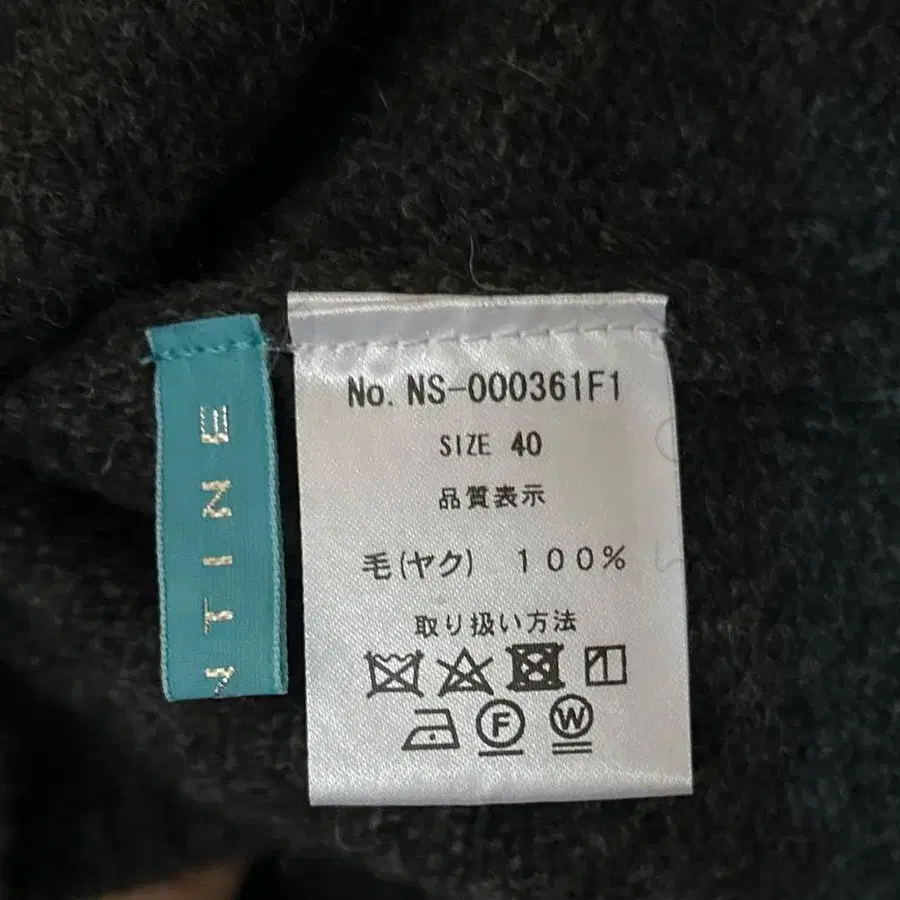 No. NS-000361F1
SIZE 40
品質表示
毛(ヤク) 100%
取り扱い方法
F W
TINE